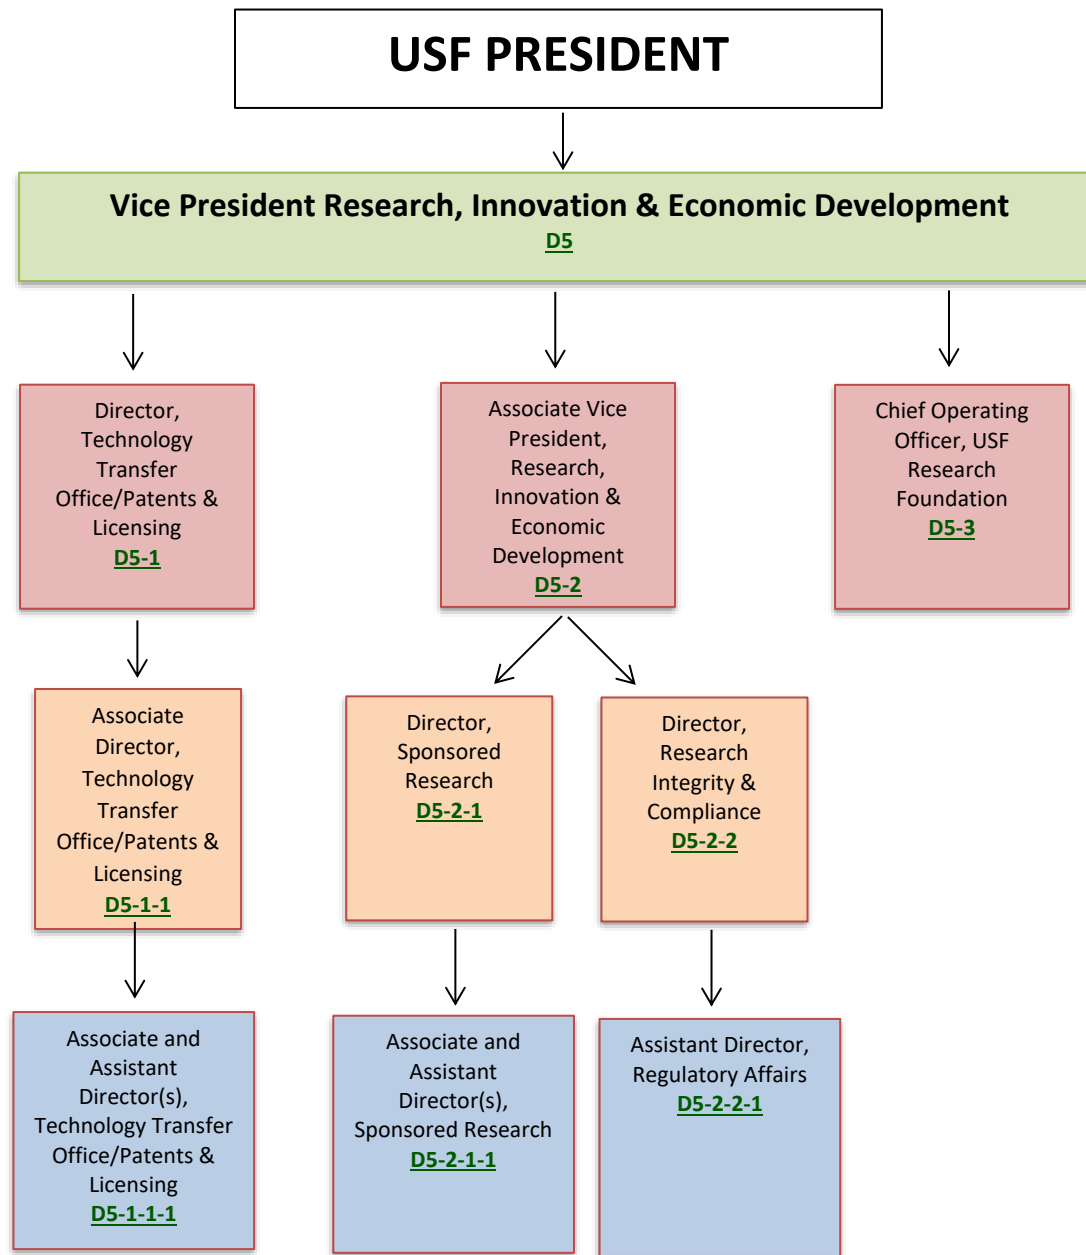 USF PRESIDENT
Vice President Research, Innovation & Economic Development
D5
Director,
Technology
Transfer
Office/Patents &
Licensing
D5-1
Associate Vice
President,
Research,
Innovation &
Economic
Development
D5-2
Chief Operating
Officer, USF
Research
Foundation
D5-3
Associate
Director,
Technology
Transfer
Office/Patents &
Licensing
D5-1-1
Director,
Sponsored
Research
D5-2-1
Director,
Research
Integrity &
Compliance
D5-2-2
Associate and
Assistant
Director(s),
Technology Transfer
Office/Patents &
Licensing
D5-1-1-1
Associate and
Assistant
Director(s),
Sponsored Research
D5-2-1-1
Assistant Director,
Regulatory Affairs
D5-2-2-1